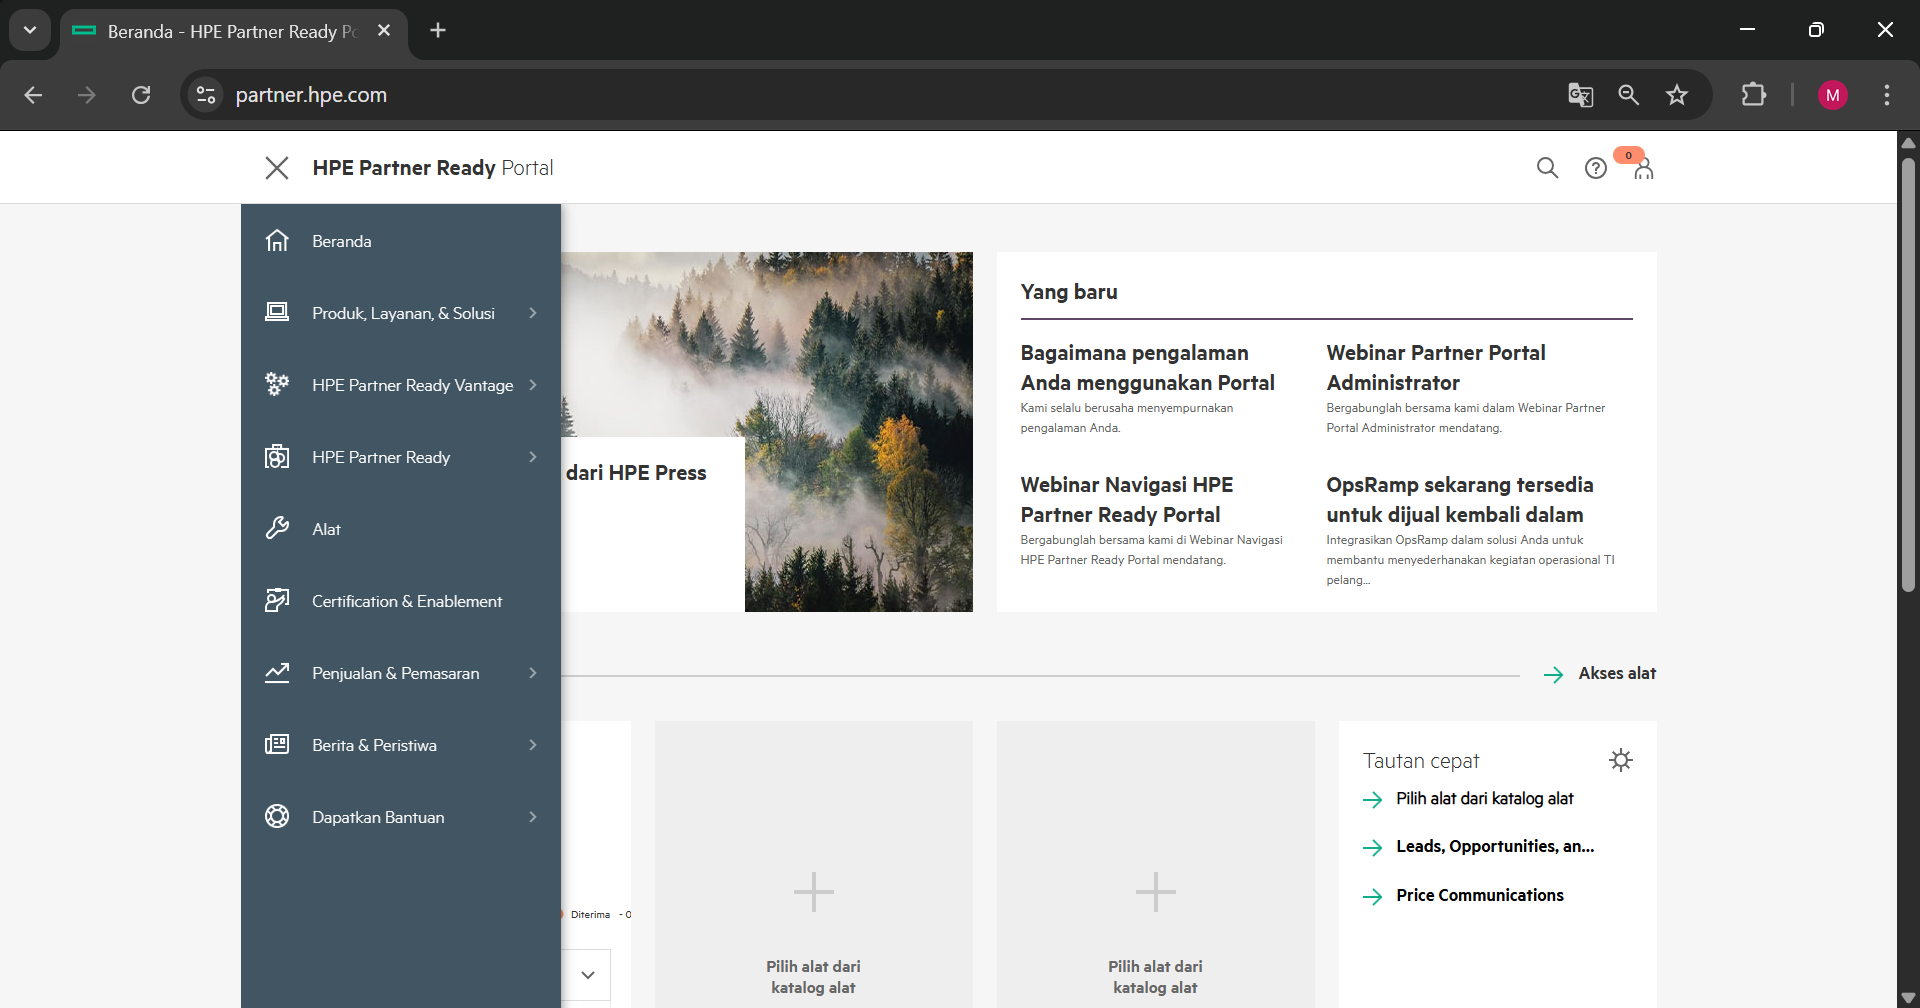 Beranda - HPE Partner Ready Po
partner.hpe.com
M
HPE Partner Ready Portal
0
Beranda
Produk, Layanan, & Solusi
HPE Partner Ready Vantage
HPE Partner Ready
Alat
Certification & Enablement
Penjualan & Pemasaran
Berita & Peristiwa
Dapatkan Bantuan
dari HPE Press
Yang baru
Bagaimana pengalaman
Anda menggunakan Portal
Kami selalu berusaha menyempurnakan
pengalaman Anda.
Webinar Partner Portal
Administrator
Bergabunglah bersama kami dalam Webinar Partner
Portal Administrator mendatang.
Webinar Navigasi HPE
Partner Ready Portal
Bergabunglah bersama kami di Webinar Navigasi
HPE Partner Ready Portal mendatang.
OpsRamp sekarang tersedia
untuk dijual kembali dalam
Integrasikan OpsRamp dalam solusi Anda untuk
membantu menyederhanakan kegiatan operasional TI
pelang...
Akses alat
Diterima - 0
Pilih alat dari
katalog alat
Pilih alat dari
katalog alat
Tautan cepat
Pilih alat dari katalog alat
Leads, Opportunities, an...
Price Communications